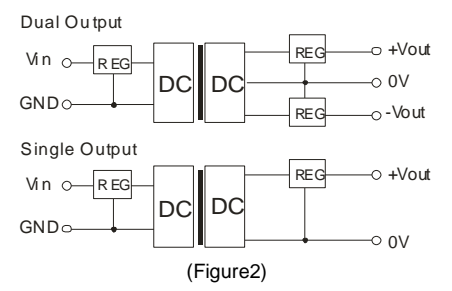 Dual Output
Vin REG DC DC REG +Vout
0V
GND REG -Vout
Single Output
Vin REG DC DC REG +Vout
GND 0V
(Figure2)